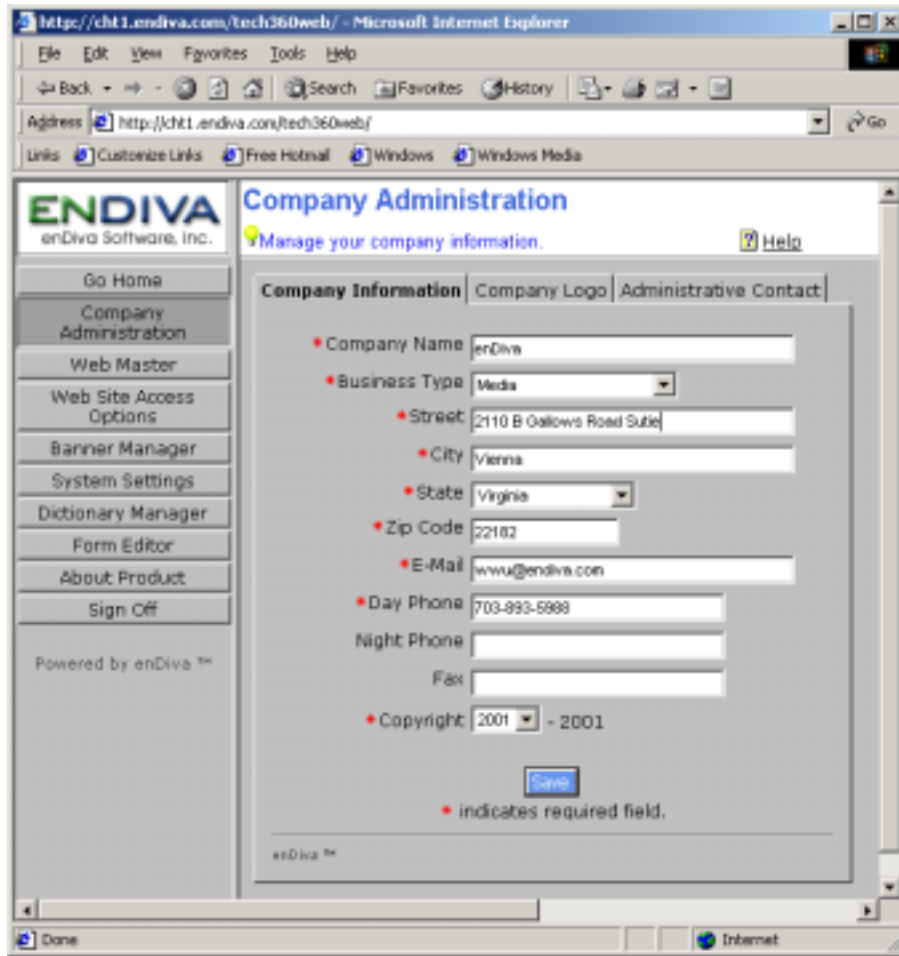 http://cht1.endiva.com/tech360web/ - Microsoft Internet Explorer
File Edit View Favorites Tools Help
Back Search Favorites History
Address http://cht1.endiva.com/tech360web/ Go
Links Customize Links Free Hotmail Windows Windows Media
ENDIVA
enDiva Software, Inc.
Company Administration
Manage your company information. Help
Go Home
Company
Administration
Web Master
Web Site Access
Options
Banner Manager
System Settings
Dictionary Manager
Form Editor
About Product
Sign Off
Powered by enDiva ™
Company Information Company Logo Administrative Contact
*Company Name enDiva
*Business Type Media
*Street 2110 B Gallows Road Sutie
*City Vienna
*State Virginia
*Zip Code 22182
*E-Mail wwu@endiva.com
*Day Phone 703-893-5988
Night Phone
Fax
*Copyright 2001 - 2001
Save
* indicates required field.
enDiva ™
Done Internet